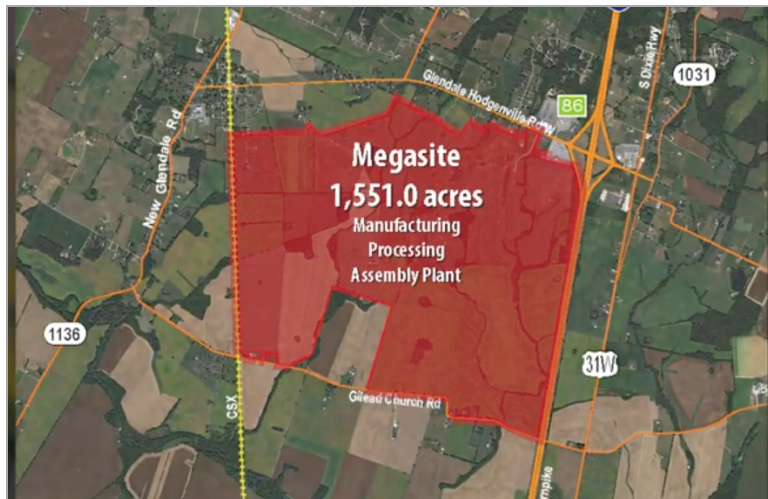 Glendale Hodgenville Rd W
86
S Dixie Hwy
1031
New Glendale Rd
Megasite
1,551.0 acres
Manufacturing
Processing
Assembly Plant
1136
31W
CSX
Gilead Church Rd